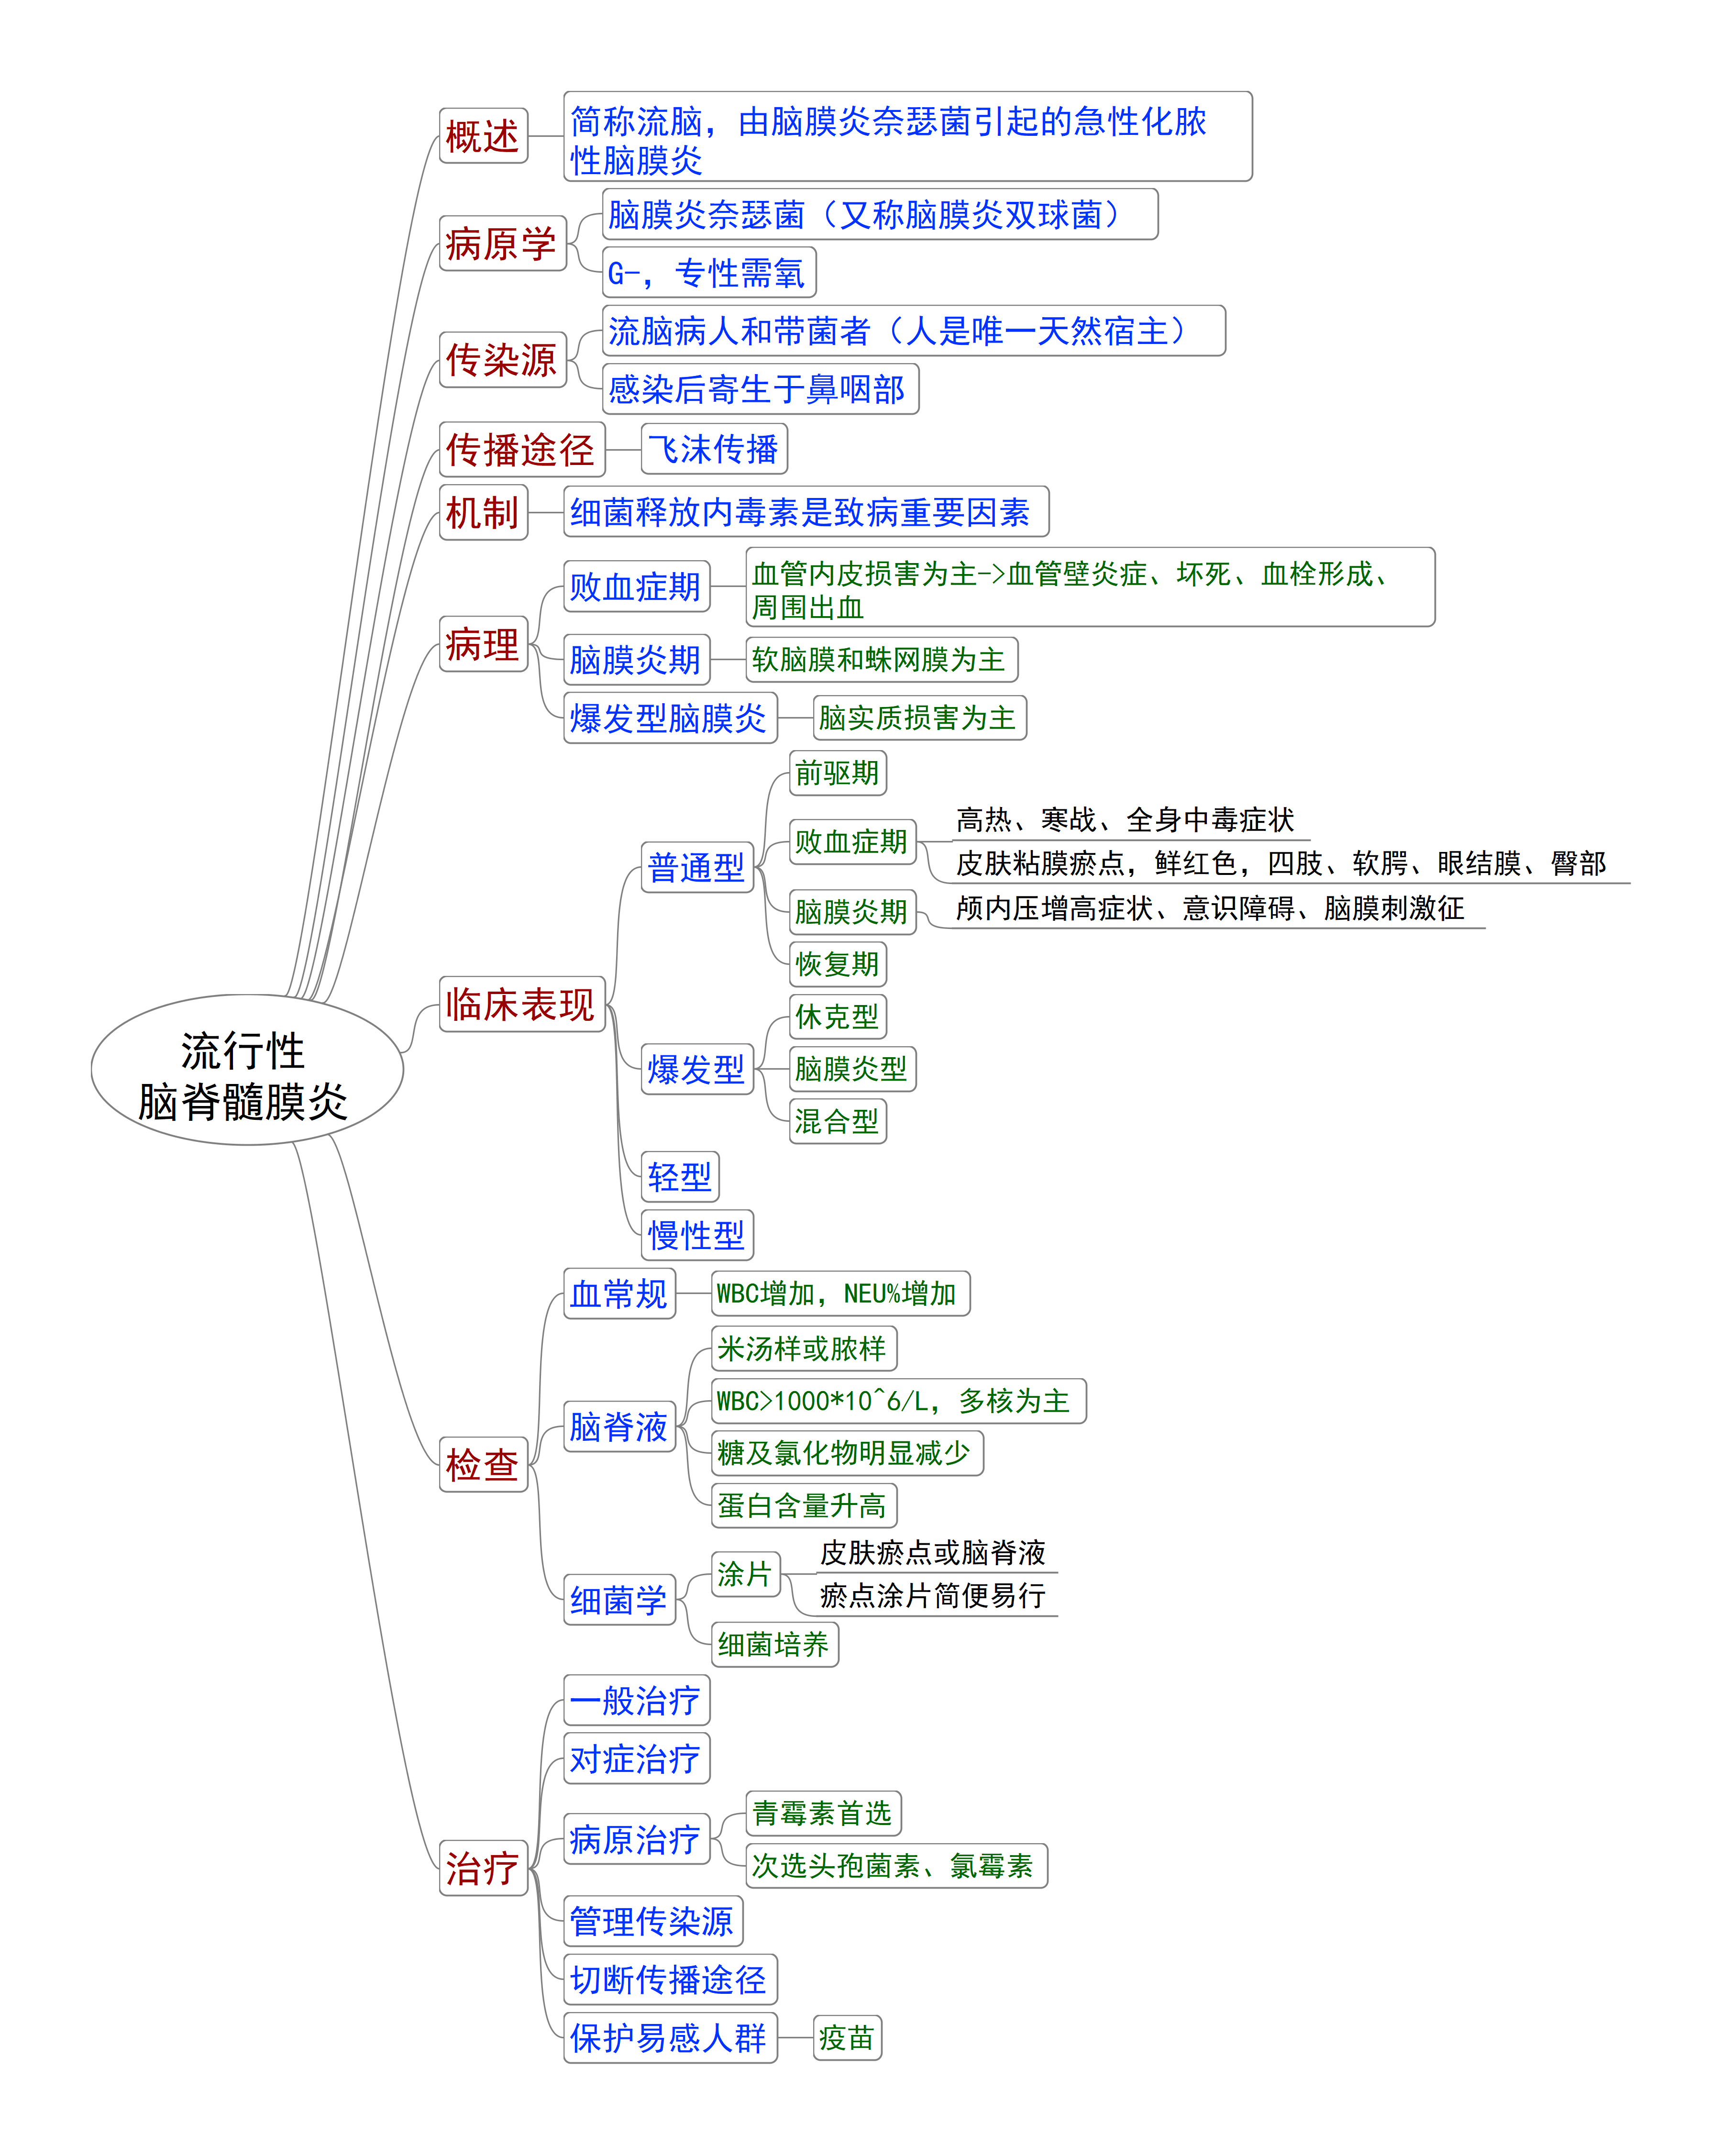 概述
简称流脑，由脑膜炎奈瑟菌引起的急性化脓
性脑膜炎
病原学
脑膜炎奈瑟菌（又称脑膜炎双球菌）
G-，专性需氧
传染源
流脑病人和带菌者（人是唯一天然宿主）
感染后寄生于鼻咽部
传播途径
飞沫传播
机制
细菌释放内毒素是致病重要因素
病理
败血症期
血管内皮损害为主->血管壁炎症、坏死、血栓形成、
周围出血
脑膜炎期
软脑膜和蛛网膜为主
爆发型脑膜炎
脑实质损害为主
流行性
脑脊髓膜炎
临床表现
普通型
前驱期
败血症期
高热、寒战、全身中毒症状
皮肤粘膜瘀点，鲜红色，四肢、软腭、眼结膜、臀部
脑膜炎期
颅内压增高症状、意识障碍、脑膜刺激征
恢复期
爆发型
休克型
脑膜炎型
混合型
轻型
慢性型
检查
血常规
WBC增加，NEU%增加
脑脊液
米汤样或脓样
WBC>1000*10^6/L，多核为主
糖及氯化物明显减少
蛋白含量升高
细菌学
涂片
皮肤瘀点或脑脊液
瘀点涂片简便易行
细菌培养
治疗
一般治疗
对症治疗
病原治疗
青霉素首选
次选头孢菌素、氯霉素
管理传染源
切断传播途径
保护易感人群
疫苗